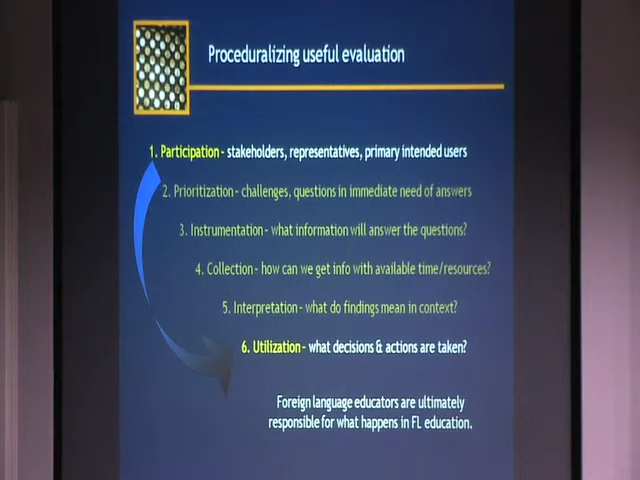 Proceduralizing useful evaluation
1. Participation - stakeholders, representatives, primary intended users
2. Prioritization - challenges, questions in immediate need of answers
3. Instrumentation - what information will answer the questions?
4. Collection - how can we get info with available time/resources?
5. Interpretation - what do findings mean in context?
6. Utilization - what decisions & actions are taken?
Foreign language educators are ultimately
responsible for what happens in FL education.